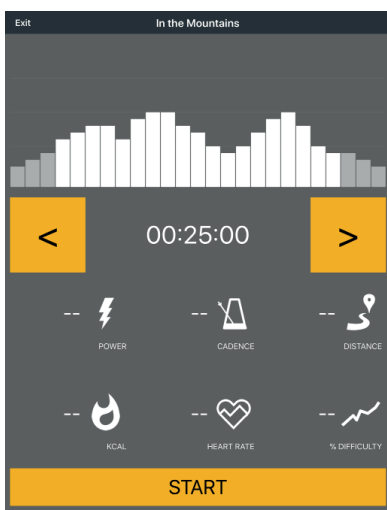 Exit In the Mountains
< 00:25:00 >
-- -- --
POWER CADENCE DISTANCE
-- -- --
KCAL HEART RATE % DIFFICULTY
START